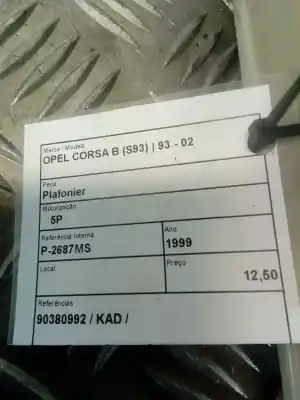 Marca / Modelo
OPEL CORSA B (S93) | 93 - 02
Peça
Plafonier
Motorização
5P
Referência Interna
P-2687MS
Ano
1999
Local
Preço
12,50
Referências
90380992 / KAD /